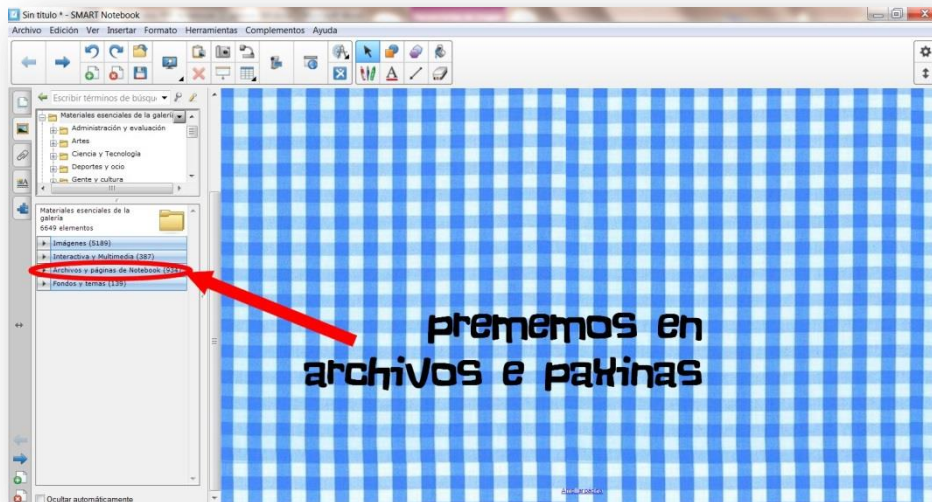 Sin título * - SMART Notebook
Archivo Edición Ver Insertar Formato Herramientas Complementos Ayuda
Escribir términos de búsqu
Materiales esenciales de la galería
Administración y evaluación
Artes
Ciencia y Tecnología
Deportes y ocio
Gente y cultura
Materiales esenciales de la
galería
6649 elementos
Imágenes (5189)
Interactiva y Multimedia (387)
Archivos y páginas de Notebook
Fondos y temas (139)
prememos en
archivos e paxinas
Ocultar automáticamente